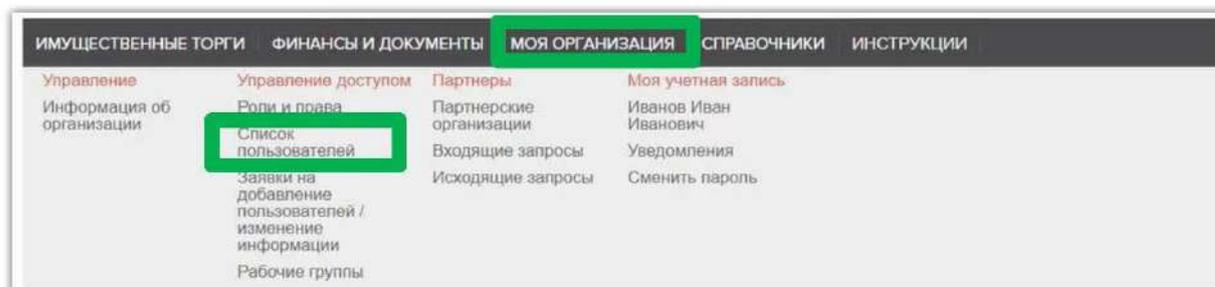 ИМУЩЕСТВЕННЫЕ ТОРГИ ФИНАНСЫ И ДОКУМЕНТЫ МОЯ ОРГАНИЗАЦИЯ СПРАВОЧНИКИ ИНСТРУКЦИИ
Управление
Информация об
организации
Управление доступом
Роли и права
Список
пользователей
Заявки на
добавление
пользователей /
изменение
информации
Рабочие группы
Партнеры
Партнерские
организации
Входящие запросы
Исходящие запросы
Моя учетная запись
Иванов Иван
Иванович
Уведомления
Сменить пароль